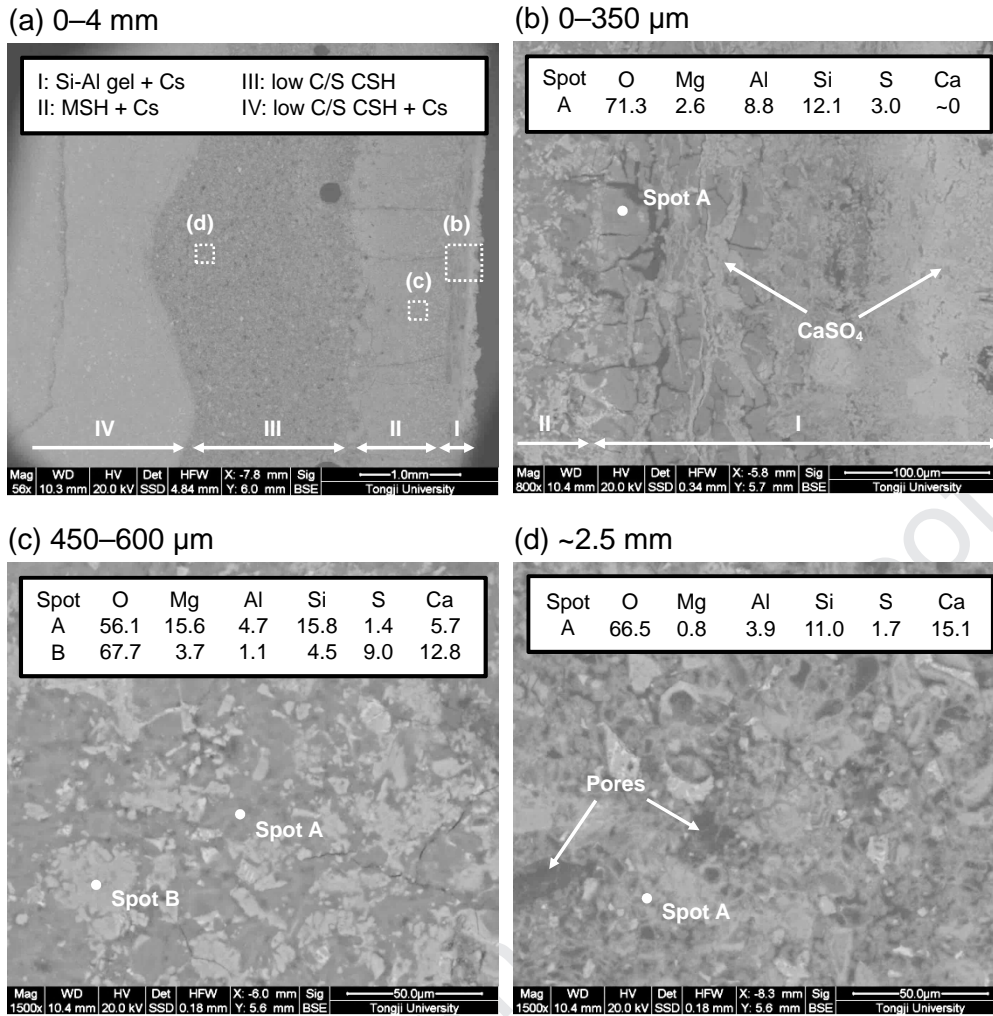 (a) 0–4 mm
I: Si-Al gel + Cs III: low C/S CSH
II: MSH + Cs IV: low C/S CSH + Cs
(d)
(b)
(c)
IV III II I
Mag WD HV Det HFW X: -7.8 mm Sig 1.0mm
56x 10.3 mm 20.0 kV SSD 4.84 mm Y: 6.0 mm BSE Tongji University
(b) 0–350 µm
Spot O Mg Al Si S Ca
A 71.3 2.6 8.8 12.1 3.0 ~0
Spot A
CaSO₄
II I
Mag WD HV Det HFW X: -5.8 mm Sig 100.0µm
800x 10.4 mm 20.0 kV SSD 0.34 mm Y: 5.7 mm BSE Tongji University
(c) 450–600 µm
Spot O Mg Al Si S Ca
A 56.1 15.6 4.7 15.8 1.4 5.7
B 67.7 3.7 1.1 4.5 9.0 12.8
Spot A
Spot B
Mag WD HV Det HFW X: -6.0 mm Sig 50.0µm
1500x 10.4 mm 20.0 kV SSD 0.18 mm Y: 5.6 mm BSE Tongji University
(d) ~2.5 mm
Spot O Mg Al Si S Ca
A 66.5 0.8 3.9 11.0 1.7 15.1
Pores
Spot A
Mag WD HV Det HFW X: -8.3 mm Sig 50.0µm
1500x 10.4 mm 20.0 kV SSD 0.18 mm Y: 5.6 mm BSE Tongji University